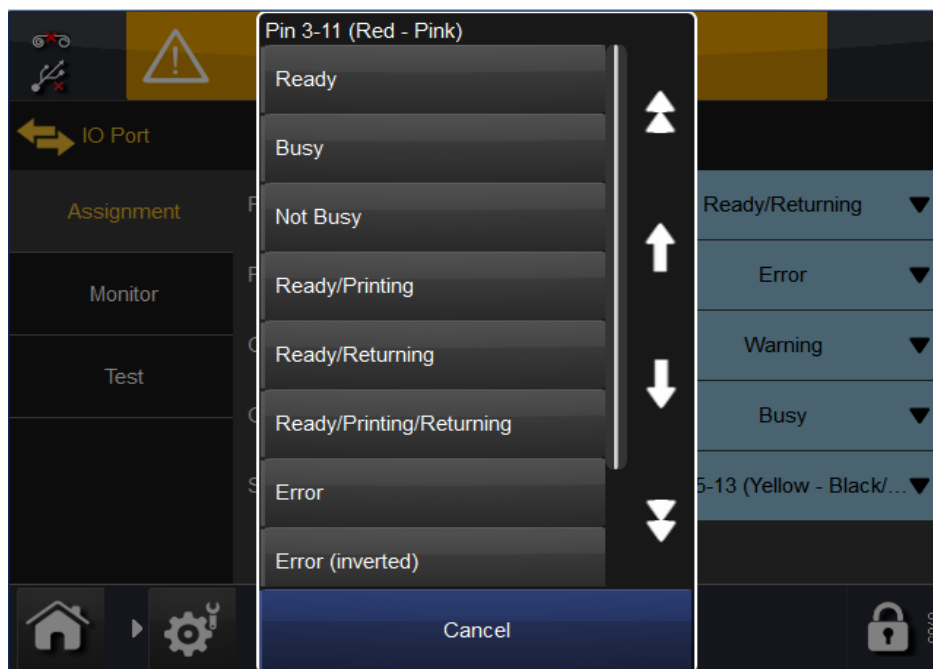 Pin 3-11 (Red - Pink)
Ready
Busy
Not Busy
Ready/Printing
Ready/Returning
Ready/Printing/Returning
Error
Error (inverted)
Cancel
IO Port
Assignment
Monitor
Test
Ready/Returning
Error
Warning
Busy
5-13 (Yellow - Black/...